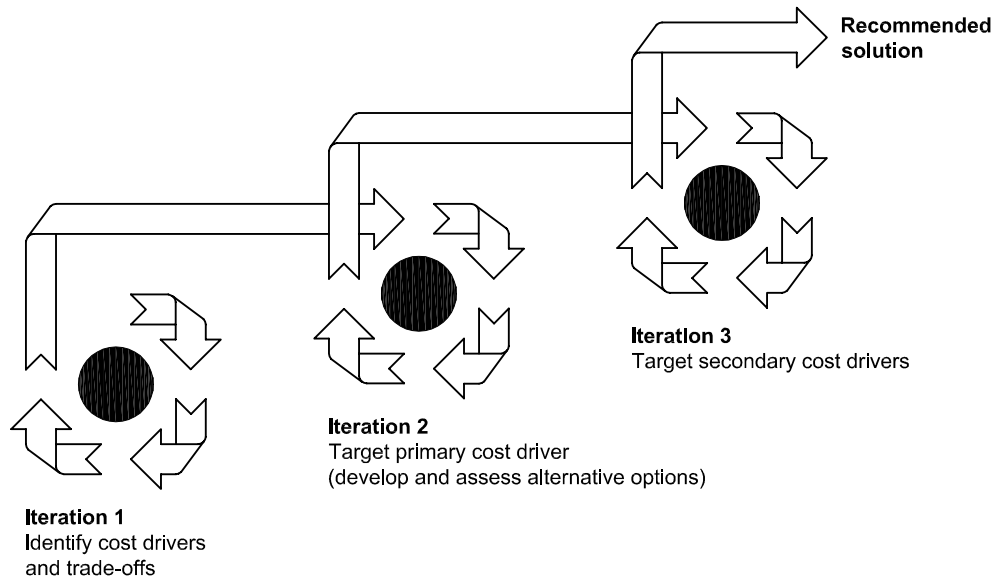 Recommended
solution
Iteration 3
Target secondary cost drivers
Iteration 2
Target primary cost driver
(develop and assess alternative options)
Iteration 1
Identify cost drivers
and trade-offs